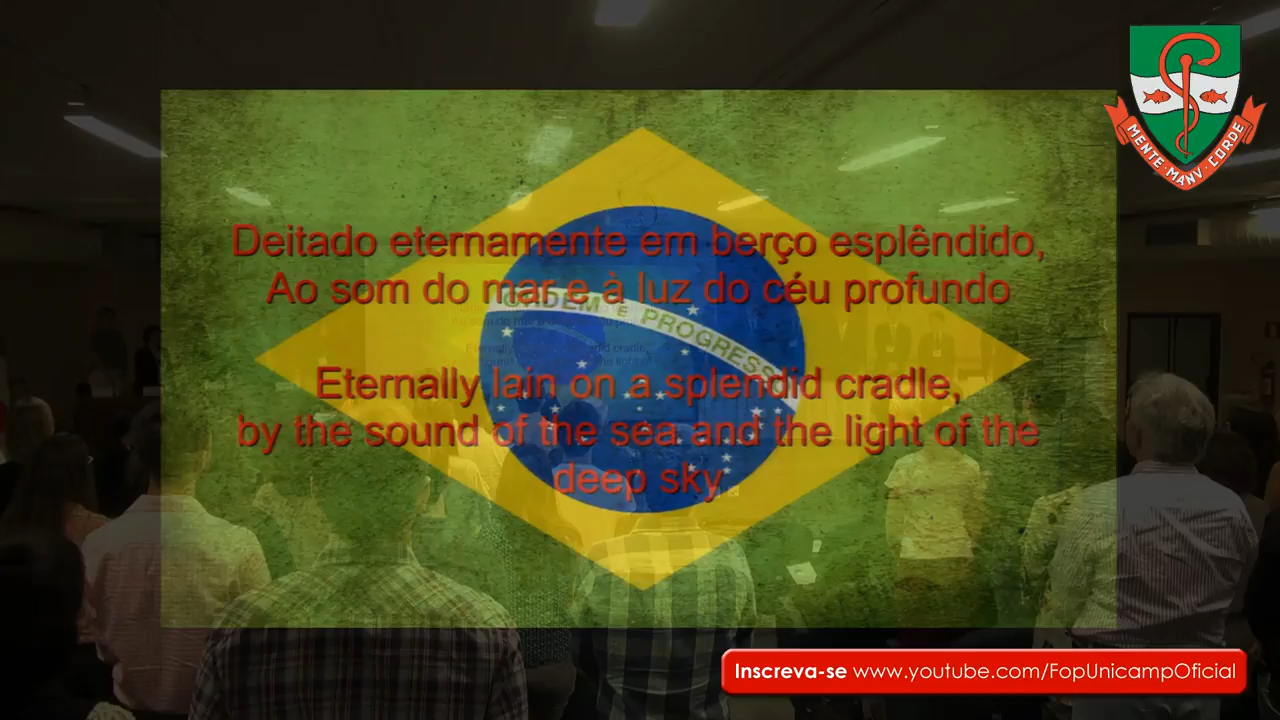 MENTE · MANV · CORDE
Deitado eternamente em berço esplêndido,
Ao som do mar e à luz do céu profundo
ORDEM E PROGRESS
Eternally lain on a splendid cradle,
by the sound of the sea and the light of the
deep sky
Inscreva-se www.youtube.com/FopUnicampOficial